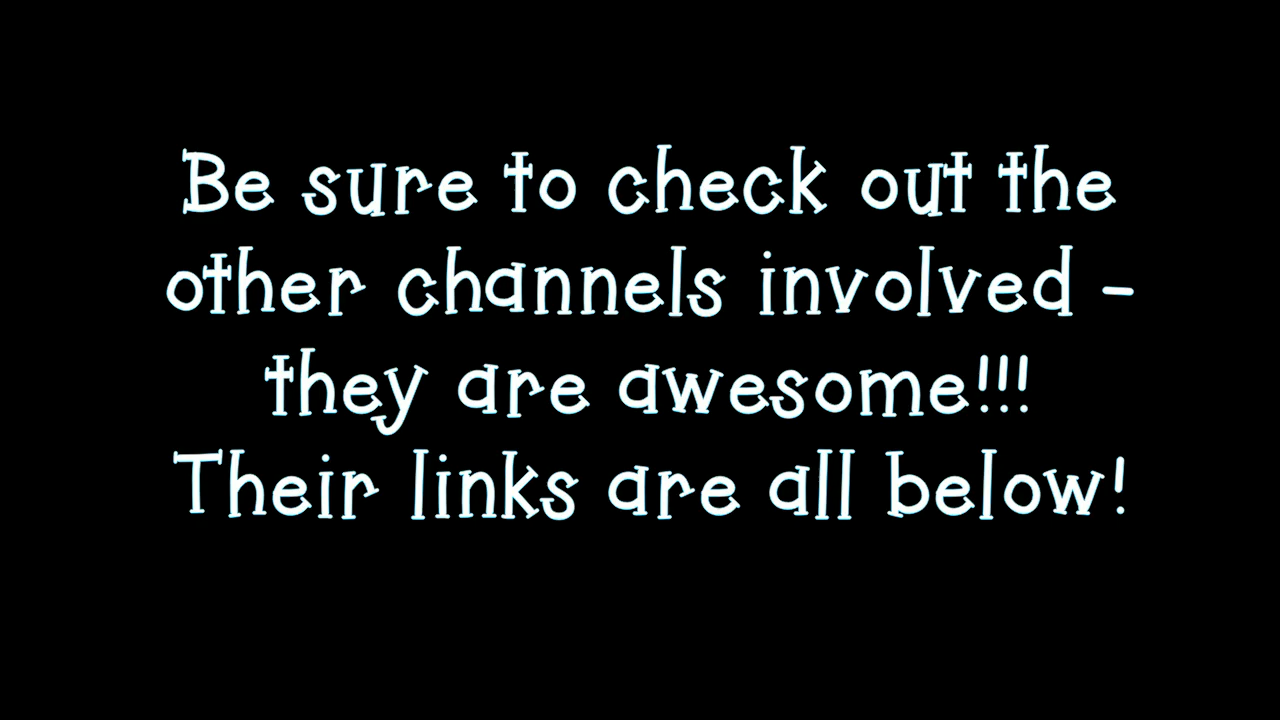 Be sure to check out the
other channels involved -
they are awesome!!!
Their links are all below!